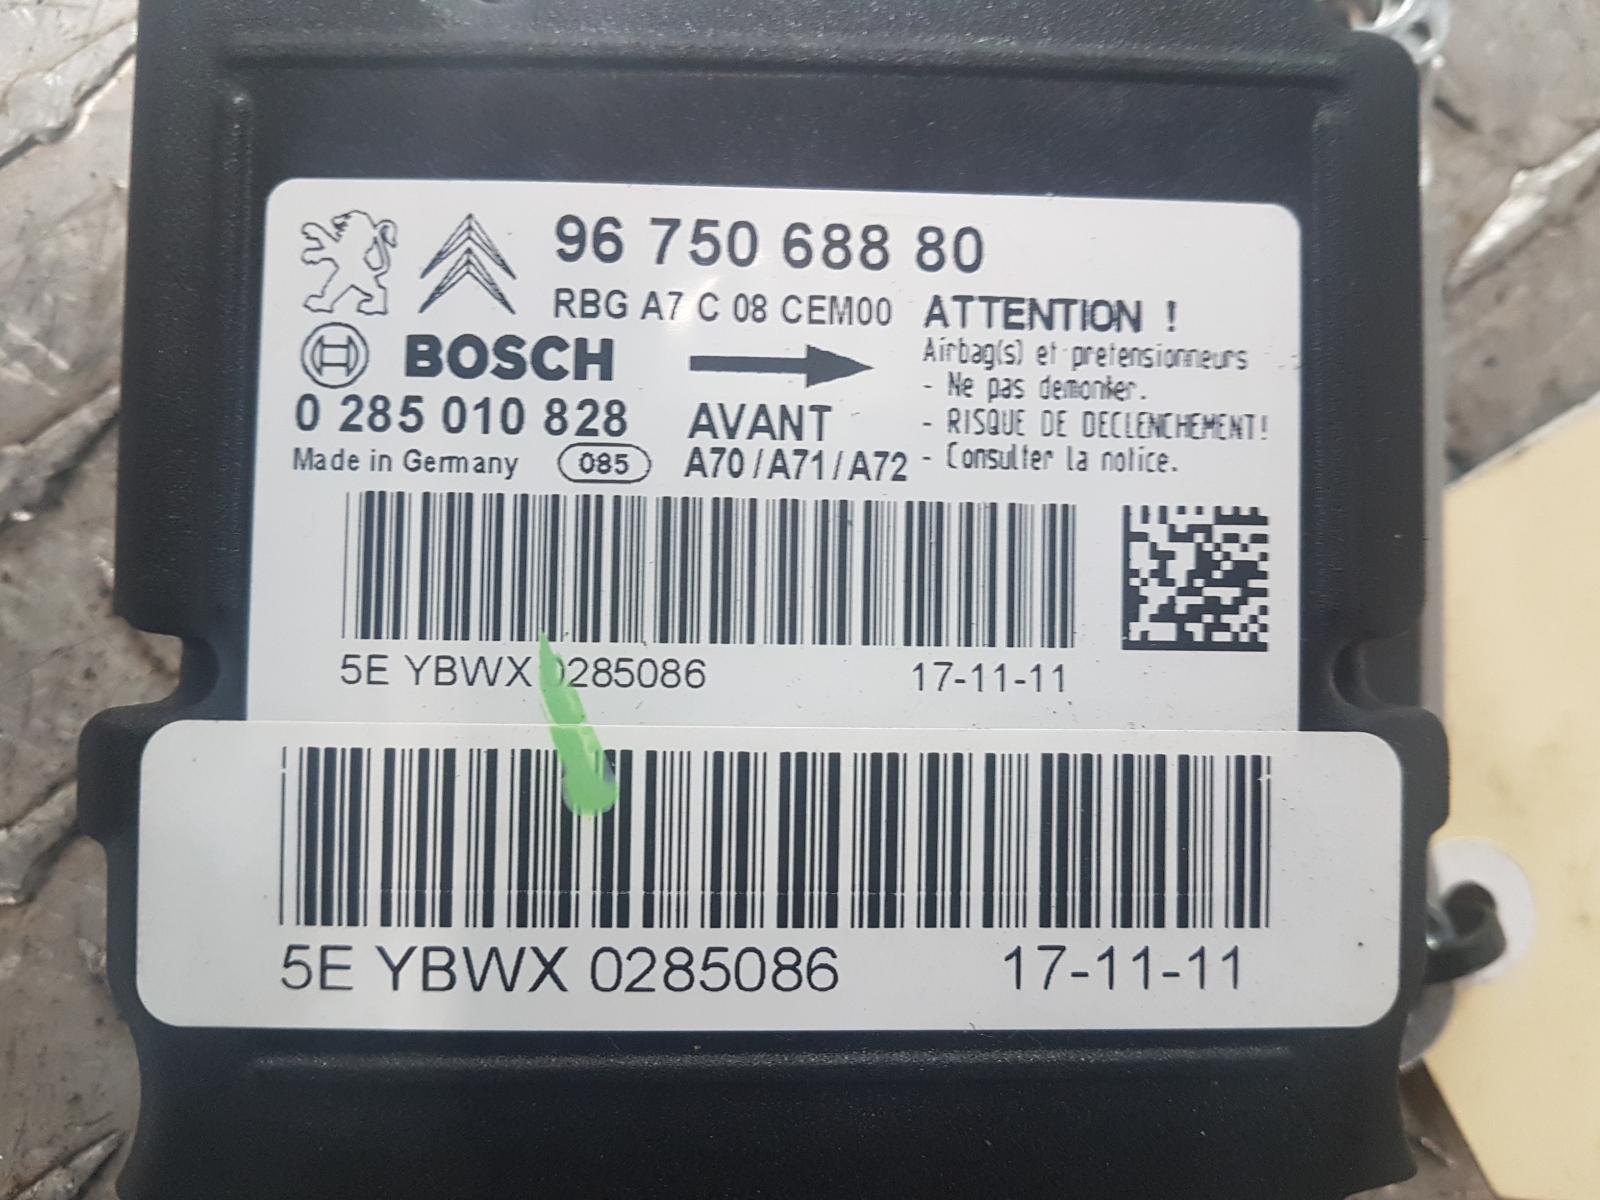 96 750 688 80
RBG A7 C 08 CEM00
ATTENTION !
BOSCH
Airbag(s) et pretensionneurs
- Ne pas demonter.
0 285 010 828
AVANT
- RISQUE DE DECLENCHEMENT!
Made in Germany
085
A70/A71/A72
- Consulter la notice.
5E YBWX 0285086 17-11-11
5E YBWX 0285086 17-11-11